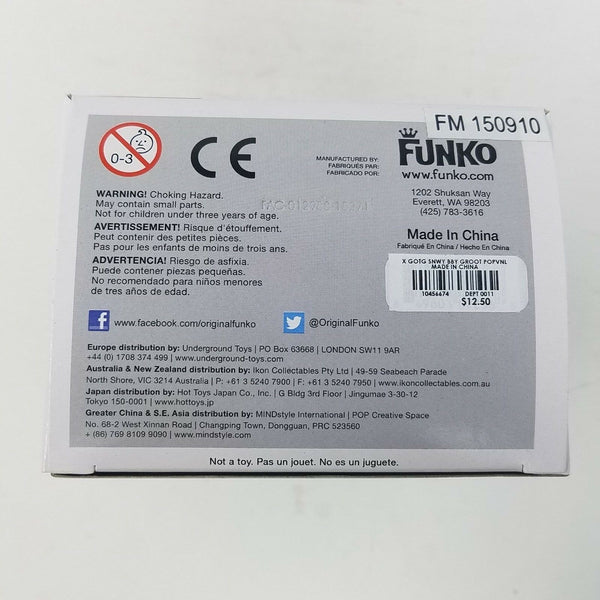 FM 150910
0-3
CE
MANUFACTURED BY:
FABRIQUÉ PAR:
FABRICADO POR:
FUNKO
www.funko.com
1202 Shuksan Way
Everett, WA 98203
(425) 783-3616
Made In China
Fabriqué En China / Hecho En China
WARNING! Choking Hazard.
May contain small parts.
Not for children under three years of age.
AVERTISSEMENT! Risque d'étouffement.
Peut contenir des petites pièces.
Pas pour les enfants de moins de trois ans.
ADVERTENCIA! Riesgo de asfixia.
Puede contener piezas pequeñas.
No recomendado para niños menores
de tres años de edad.
X GOTG SNWY BBY GROOT POPVNL
MADE IN CHINA
10456674 DEPT 0011
$12.50
www.facebook.com/originalfunko
@OriginalFunko
Europe distribution by: Underground Toys | PO Box 63668 | LONDON SW11 9AR
+44 (0) 1708 374 499 | www.underground-toys.com
Australia & New Zealand distribution by: Ikon Collectables Pty Ltd | 49-59 Seabeach Parade
North Shore, VIC 3214 Australia | P: +61 3 5240 7900 | F: +61 3 5240 7950 | www.ikoncollectables.com.au
Japan distribution by: Hot Toys Japan Co., Inc. | G Bldg 3rd Floor | Jingumae 3-30-12
Tokyo 150-0001 | www.hottoys.jp
Greater China & S.E. Asia distribution by: MINDstyle International | POP Creative Space
No. 68-2 West Xinnan Road | Changping Town, Dongguan, PRC 523560
+ (86) 769 8109 9090 | www.mindstyle.com
Not a toy. Pas un jouet. No es un juguete.